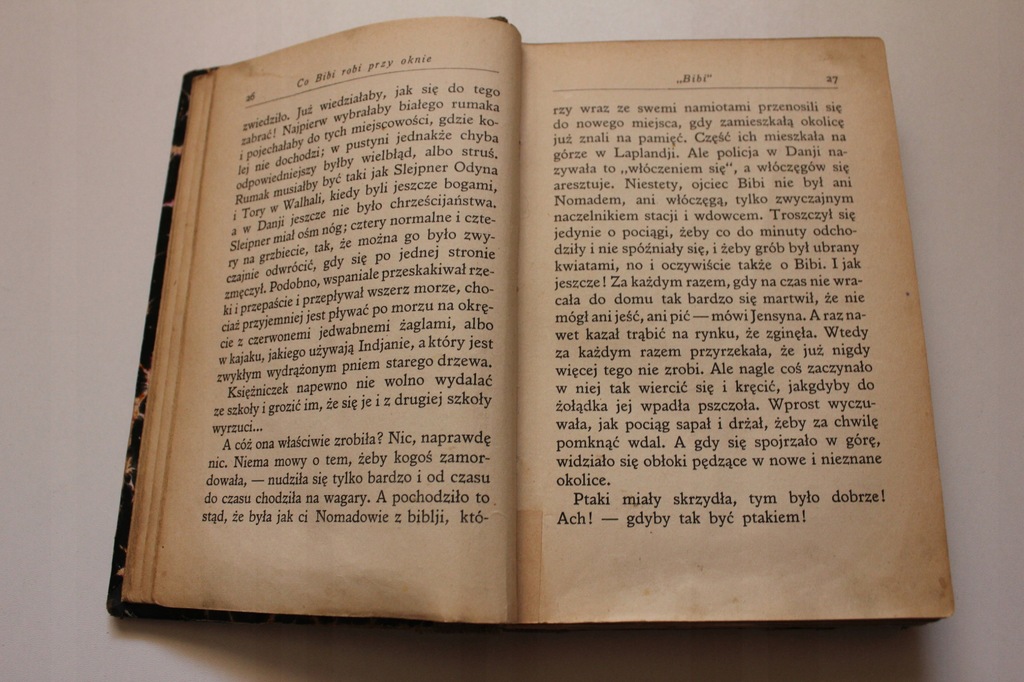 26
Co Bibi robi przy oknie
zwiedziło. Już wiedziałaby, jak się do tego
zabrać! Najpierw wybrałaby białego rumaka
i pojechałaby do tych miejscowości, gdzie ko-
lej nie dochodzi; w pustyni jednakże chyba
odpowiedniejszy byłby wielbłąd, albo struś.
Rumak musiałby być taki jak Slejpner Odyna
i Tory w Walhali, kiedy byli jeszcze bogami,
a w Danji jeszcze nie było chrześcijaństwa.
Sleipner miał ośm nóg; cztery normalne i czte-
ry na grzbiecie, tak, że można go było zwy-
czajnie odwrócić, gdy się po jednej stronie
zmęczył. Podobno, wspaniale przeskakiwał rze-
ki i przepaście i przepływał wszerz morze, cho-
ciaż przyjemniej jest pływać po morzu na okrę-
cie z czerwonemi jedwabnemi żaglami, albo
w kajaku, jakiego używają Indjanie, a który jest
zwykłym wydrążonym pniem starego drzewa.
Księżniczek napewno nie wolno wydalać
ze szkoły i grozić im, że się je i z drugiej szkoły
wyrzuci...
A cóż ona właściwie zrobiła? Nic, naprawdę
nic. Niema mowy o tem, żeby kogoś zamor-
dowała, — nudziła się tylko bardzo i od czasu
do czasu chodziła na wagary. A pochodziło to
stąd, że była jak ci Nomadowie z biblji, któ-
„Bibi"
27
rzy wraz ze swemi namiotami przenosili się
do nowego miejsca, gdy zamieszkałą okolicę
już znali na pamięć. Część ich mieszkała na
górze w Laplandji. Ale policja w Danji na-
zywała to „włóczeniem się", a włóczęgów się
aresztuje. Niestety, ojciec Bibi nie był ani
Nomadem, ani włóczęgą, tylko zwyczajnym
naczelnikiem stacji i wdowcem. Troszczył się
jedynie o pociągi, żeby co do minuty odcho-
dziły i nie spóźniały się, i żeby grób był ubrany
kwiatami, no i oczywiście także o Bibi. I jak
jeszcze! Za każdym razem, gdy na czas nie wra-
cała do domu tak bardzo się martwił, że nie
mógł ani jeść, ani pić — mówi Jensyna. A raz na-
wet kazał trąbić na rynku, że zginęła. Wtedy
za każdym razem przyrzekała, że już nigdy
więcej tego nie zrobi. Ale nagle coś zaczynało
w niej tak wiercić się i kręcić, jakgdyby do
żołądka jej wpadła pszczoła. Wprost wyczu-
wała, jak pociąg sapał i drżał, żeby za chwilę
pomknąć wdal. A gdy się spojrzało w górę,
widziało się obłoki pędzące w nowe i nieznane
okolice.
Ptaki miały skrzydła, tym było dobrze!
Ach! — gdyby tak być ptakiem!